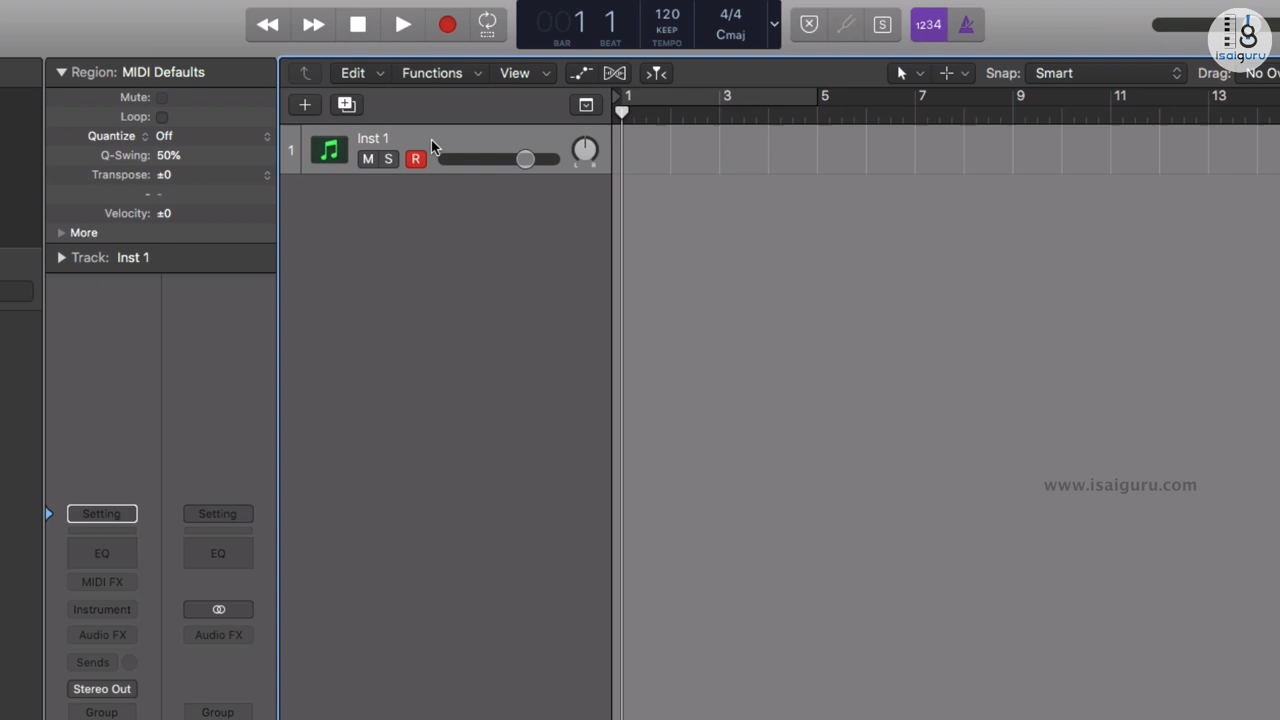 001 1
120
KEEP
4/4
Cmaj
BAR
BEAT
TEMPO
S
1234
isaiguru
Region: MIDI Defaults
Edit
Functions
View
Snap:
Smart
Drag:
No Ov
Mute:
Loop:
Quantize
Off
Q-Swing: 50%
Transpose: ±0
- -
Velocity: ±0
More
Track: Inst 1
1
3
5
7
9
11
13
1
Inst 1
M
S
R
L
R
www.isaiguru.com
Setting
Setting
EQ
EQ
MIDI FX
Instrument
Audio FX
Audio FX
Sends
Stereo Out
Group
Group